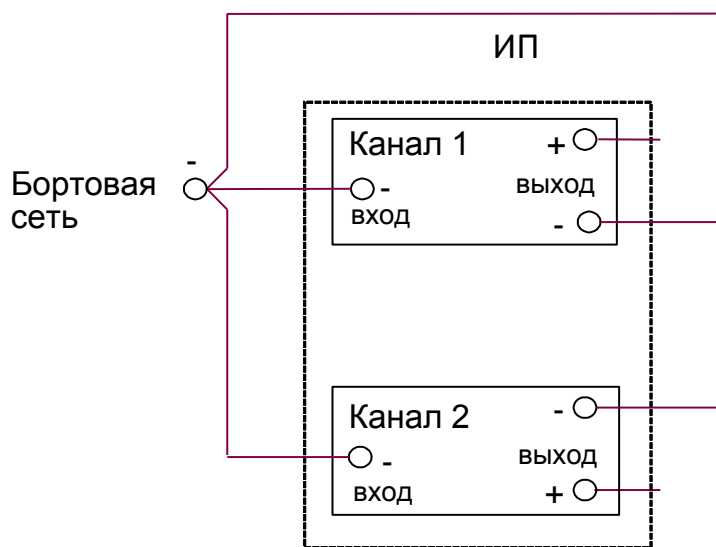 ИП
Канал 1
+
-
Бортовая
сеть
-
вход
выход
-
Канал 2
-
-
вход
выход
+